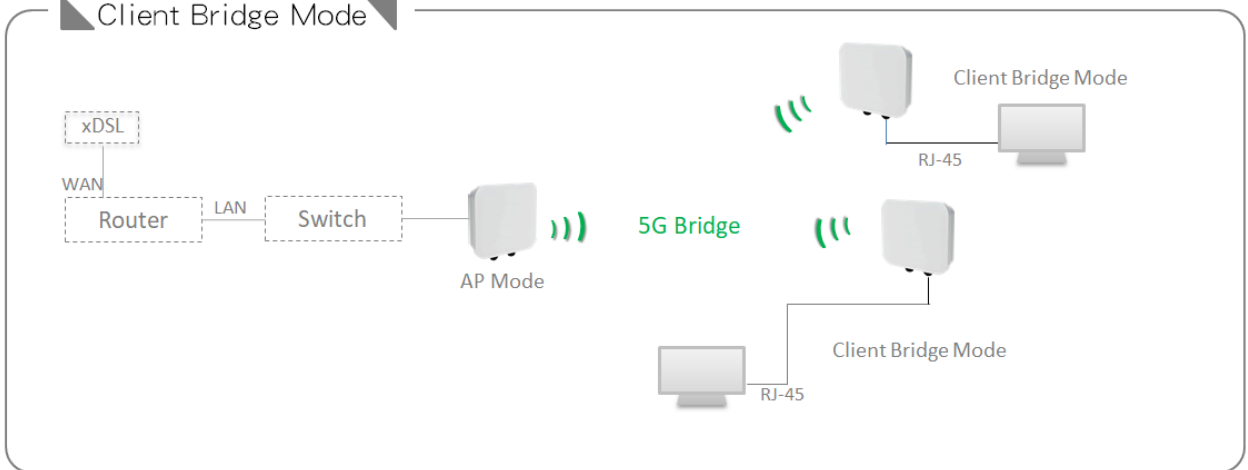 Client Bridge Mode
Client Bridge Mode
xDSL
RJ-45
WAN
Router
LAN
Switch
5G Bridge
AP Mode
Client Bridge Mode
RJ-45